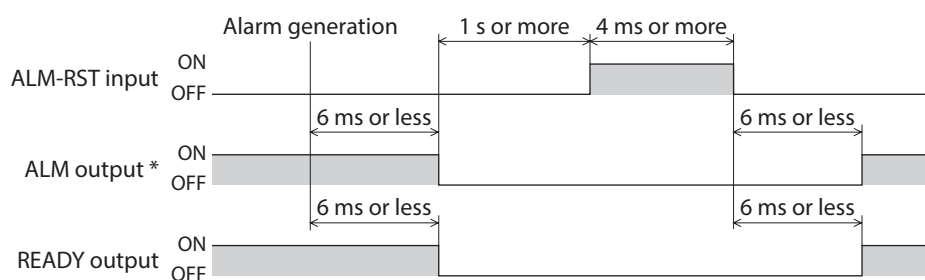 Alarm generation
1 s or more
4 ms or more
ALM-RST input
ON
OFF
6 ms or less
6 ms or less
ALM output *
ON
OFF
6 ms or less
6 ms or less
READY output
ON
OFF